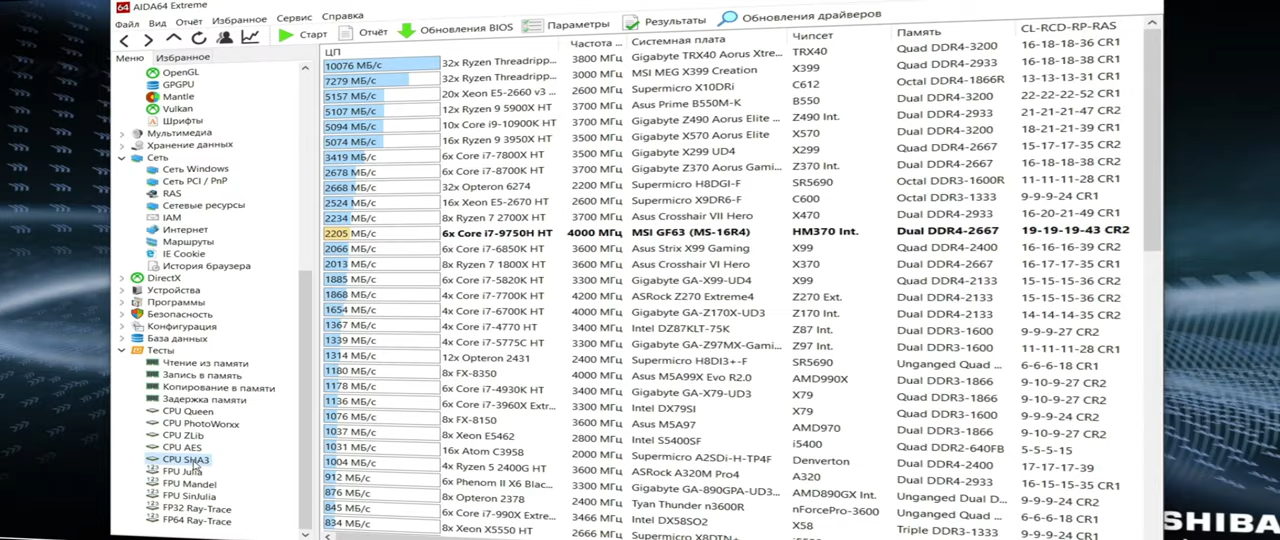 AIDA64 Extreme
Файл Вид Отчёт Избранное Сервис Справка
Старт Отчёт Обновления BIOS Параметры Результаты Обновления драйверов
Меню Избранное
OpenGL
GPGPU
Mantle
Vulkan
Шрифты
Мультимедиа
Хранение данных
Сеть
Сеть Windows
Сеть PCI / PnP
RAS
Сетевые ресурсы
IAM
Интернет
Маршруты
IE Cookie
История браузера
DirectX
Устройства
Программы
Безопасность
Конфигурация
База данных
Тесты
Чтение из памяти
Запись в память
Копирование в памяти
Задержка памяти
CPU Queen
CPU PhotoWorxx
CPU ZLib
CPU AES
CPU SHA3
FPU Julia
FPU Mandel
FPU SinJulia
FP32 Ray-Trace
FP64 Ray-Trace
ЦП Частота ... Системная плата Чипсет Память CL-RCD-RP-RAS
10076 МБ/с 32x Ryzen Threadripp... 3800 МГц Gigabyte TRX40 Aorus Xtre... TRX40 Quad DDR4-3200 16-18-18-36 CR1
7279 МБ/с 32x Ryzen Threadripp... 3000 МГц MSI MEG X399 Creation X399 Quad DDR4-2933 16-18-18-38 CR1
5157 МБ/с 20x Xeon E5-2660 v3 ... 2600 МГц Supermicro X10DRi C612 Octal DDR4-1866R 13-13-13-31 CR1
5107 МБ/с 12x Ryzen 9 5900X HT 3700 МГц Asus Prime B550M-K B550 Dual DDR4-3200 22-22-22-52 CR1
5094 МБ/с 10x Core i9-10900K HT 3700 МГц Gigabyte Z490 Aorus Elite ... Z490 Int. Dual DDR4-2933 21-21-21-47 CR2
5074 МБ/с 16x Ryzen 9 3950X HT 3500 МГц Gigabyte X570 Aorus Elite X570 Dual DDR4-3200 18-21-21-39 CR1
3419 МБ/с 6x Core i7-7800X HT 3500 МГц Gigabyte X299 UD4 X299 Quad DDR4-2667 15-17-17-35 CR1
2678 МБ/с 6x Core i7-8700K HT 3700 МГц Gigabyte Z370 Aorus Gami... Z370 Int. Dual DDR4-2667 16-18-18-38 CR2
2668 МБ/с 32x Opteron 6274 2200 МГц Supermicro H8DGI-F SR5690 Octal DDR3-1600R 11-11-11-28 CR1
2524 МБ/с 16x Xeon E5-2670 HT 2600 МГц Supermicro X9DR6-F C600 Octal DDR3-1333 9-9-9-24 CR1
2234 МБ/с 8x Ryzen 7 2700X HT 3700 МГц Asus Crosshair VII Hero X470 Dual DDR4-2933 16-20-21-49 CR1
2205 МБ/с 6x Core i7-9750H HT 4000 МГц MSI GF63 (MS-16R4) HM370 Int. Dual DDR4-2667 19-19-19-43 CR2
2066 МБ/с 6x Core i7-6850K HT 3600 МГц Asus Strix X99 Gaming X99 Quad DDR4-2400 16-16-16-39 CR2
2013 МБ/с 8x Ryzen 7 1800X HT 3600 МГц Asus Crosshair VI Hero X370 Dual DDR4-2667 16-17-17-35 CR1
1885 МБ/с 6x Core i7-5820K HT 3300 МГц Gigabyte GA-X99-UD4 X99 Quad DDR4-2133 15-15-15-36 CR2
1868 МБ/с 4x Core i7-7700K HT 4200 МГц ASRock Z270 Extreme4 Z270 Ext. Dual DDR4-2133 15-15-15-36 CR2
1654 МБ/с 4x Core i7-6700K HT 4000 МГц Gigabyte GA-Z170X-UD3 Z170 Int. Dual DDR4-2133 14-14-14-35 CR2
1367 МБ/с 4x Core i7-4770 HT 3400 МГц Intel DZ87KLT-75K Z87 Int. Dual DDR3-1600 9-9-9-27 CR2
1339 МБ/с 4x Core i7-5775C HT 3300 МГц Gigabyte GA-Z97MX-Gami... Z97 Int. Dual DDR3-1600 11-11-11-28 CR1
1314 МБ/с 12x Opteron 2431 2400 МГц Supermicro H8DI3+-F SR5690 Unganged Quad ... 6-6-6-18 CR1
1180 МБ/с 8x FX-8350 4000 МГц Asus M5A99X Evo R2.0 AMD990X Dual DDR3-1866 9-10-9-27 CR2
1178 МБ/с 6x Core i7-4930K HT 3400 МГц Gigabyte GA-X79-UD3 X79 Quad DDR3-1866 9-10-9-27 CR2
1136 МБ/с 6x Core i7-3960X Extr... 3300 МГц Intel DX79SI X79 Quad DDR3-1600 9-9-9-24 CR2
1076 МБ/с 8x FX-8150 3600 МГц Asus M5A97 AMD970 Dual DDR3-1866 9-10-9-27 CR2
1037 МБ/с 8x Xeon E5462 2800 МГц Intel S5400SF i5400 Quad DDR2-640FB 5-5-5-15
1031 МБ/с 16x Atom C3958 2000 МГц Supermicro A2SDi-H-TP4F Denverton Dual DDR4-2400 17-17-17-39
1004 МБ/с 4x Ryzen 5 2400G HT 3600 МГц ASRock A320M Pro4 A320 Dual DDR4-2667
912 МБ/с 6x Phenom II X6 Blac... 3200 МГц Gigabyte GA-890GPA-UD3... AMD890GX Int. Unganged Dual D... 9-9-9-24 CR2
876 МБ/с 8x Opteron 2378 2400 МГц Tyan Thunder n3600R nForcePro-3600 Unganged Dual D... 6-6-6-18 CR1
845 МБ/с 6x Core i7-990X Extre... 3466 МГц Intel DX58SO2 X58 Triple DDR3-1333 9-9-9-24 CR1
834 МБ/с 8x Xeon X5550 HT 2666 МГц
SHIBA